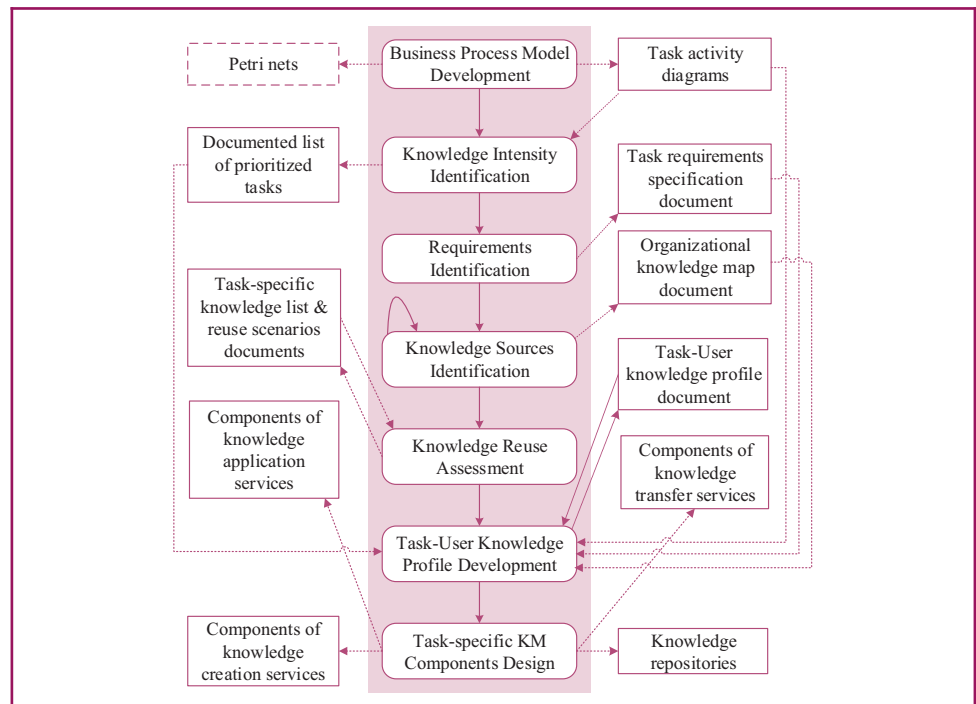 Petri nets
Business Process Model
Development
Task activity
diagrams
Documented list
of prioritized
tasks
Knowledge Intensity
Identification
Task requirements
specification
document
Requirements
Identification
Organizational
knowledge map
document
Task-specific
knowledge list &
reuse scenarios
documents
Knowledge Sources
Identification
Task-User
knowledge profile
document
Components of
knowledge
application
services
Knowledge Reuse
Assessment
Components of
knowledge
transfer services
Task-User Knowledge
Profile Development
Components of
knowledge
creation services
Task-specific KM
Components Design
Knowledge
repositories